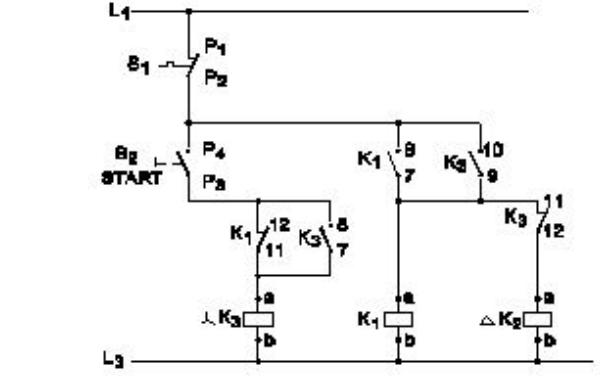 L1
P1
S1
P2
S2 P4
START P3
K1 8 7
K3 10 9
K1 12 11
K3 8 7
K3 11 12
K3 a b
K1 a b
△ K2 a b
L3